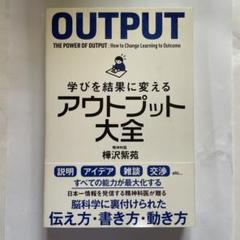 OUTPUT
THE POWER OF OUTPUT : How to Change Learning to Outcome
学びを結果に変える
アウトプット
大全
精神科医
樺沢紫苑
説明 アイデア 雑談 交渉 etc...
すべての能力が最大化する
日本一情報を発信する精神科医が贈る
脳科学に裏付けられた
伝え方・書き方・動き方